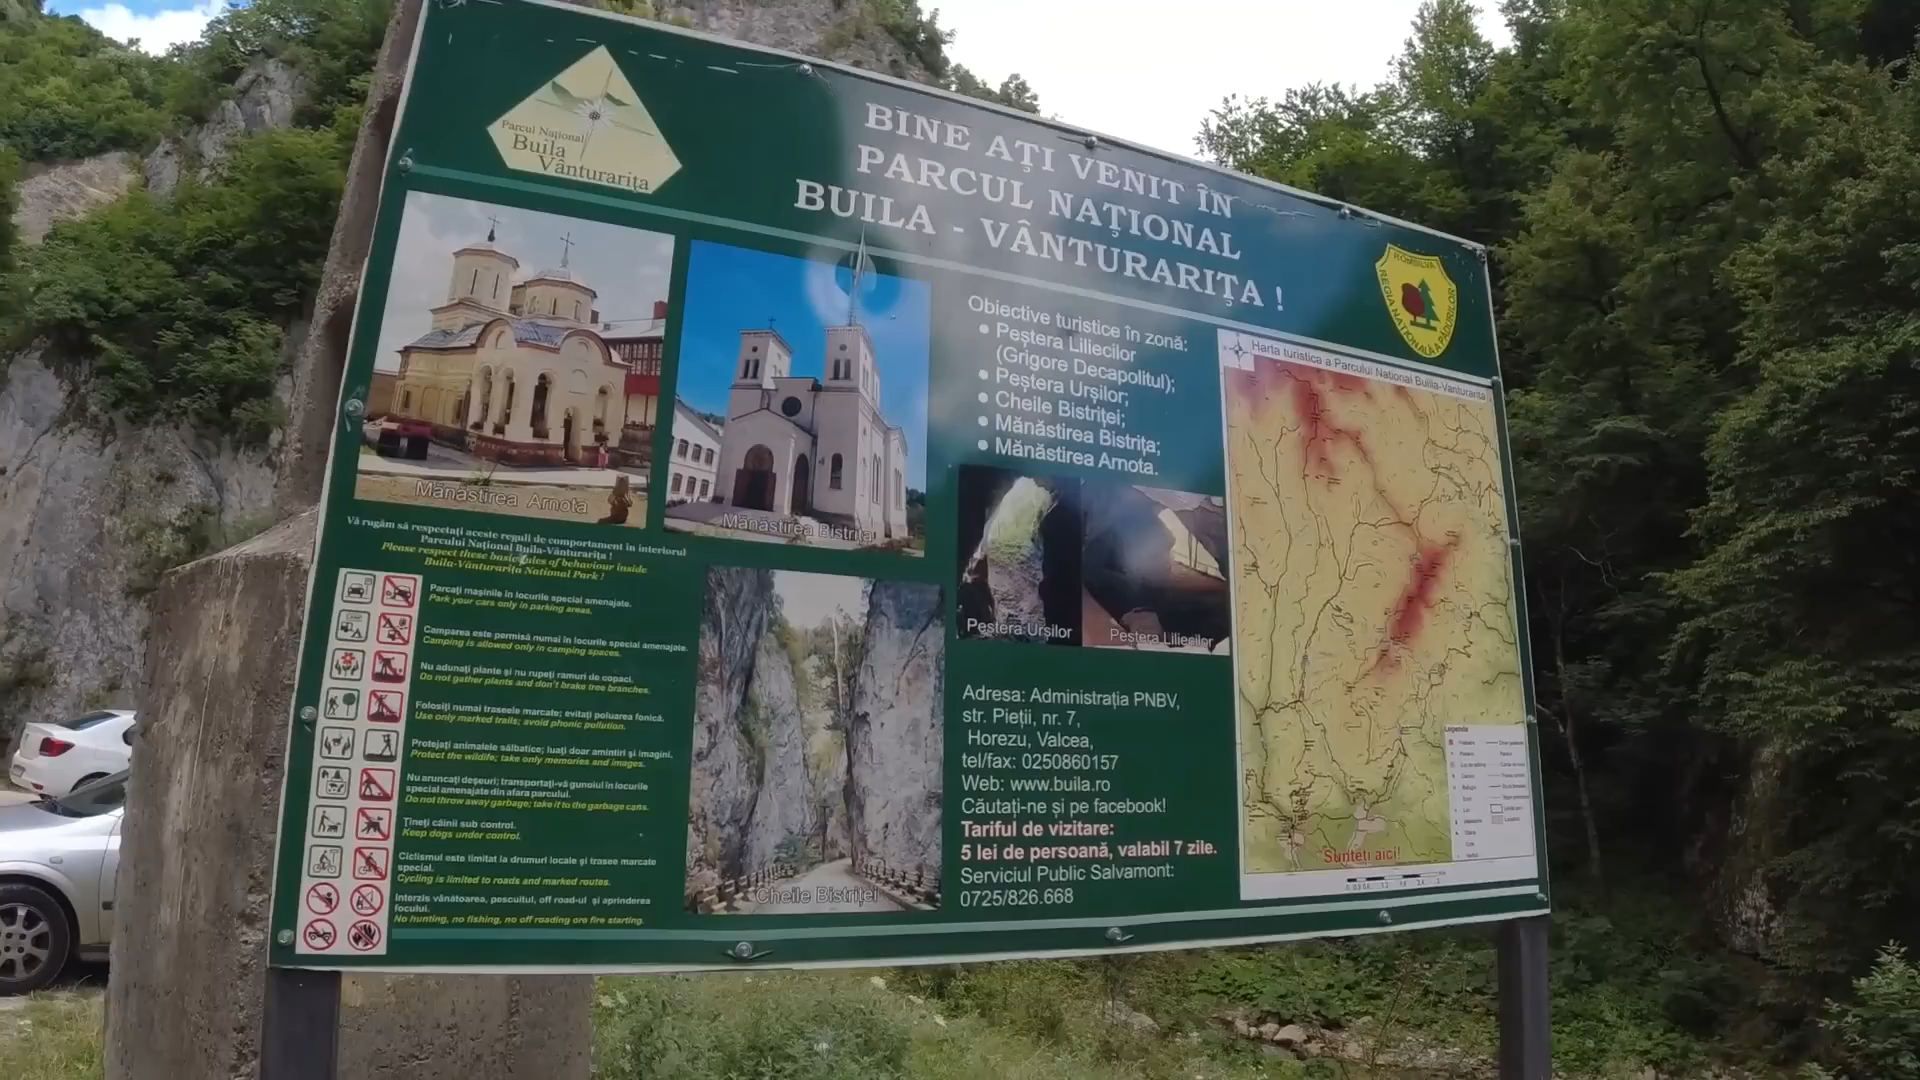 Parcul Național
Buila
Vânturarița
BINE AȚI VENIT ÎN
PARCUL NAȚIONAL
BUILA - VÂNTURARIȚA !
ROMSILVA
REGIA NAȚIONALĂ A PĂDURILOR
Mănăstirea Arnota
Mănăstirea Bistrița
Obiective turistice în zonă:
• Peștera Liliecilor
(Grigore Decapolitul);
• Peștera Urșilor;
• Cheile Bistriței;
• Mănăstirea Bistrița;
• Mănăstirea Arnota.
Peștera Urșilor
Peștera Liliecilor
Vă rugăm să respectați aceste reguli de comportament în interiorul
Parcului Național Buila-Vânturarița !
Please respect these basic rules of behaviour inside
Buila-Vânturarița National Park !
Parcați mașinile în locurile special amenajate.
Park your cars only in parking areas.
Camparea este permisă numai în locurile special amenajate.
Camping is allowed only in camping spaces.
Nu adunați plante și nu rupeți ramuri de copaci.
Do not gather plants and don't brake tree branches.
Folosiți numai traseele marcate; evitați poluarea fonică.
Use only marked trails; avoid phonic pollution.
Protejați animalele sălbatice; luați doar amintiri și imagini.
Protect the wildlife; take only memories and images.
Nu aruncați deșeuri; transportați-vă gunoiul în locurile
special amenajate din afara parcului.
Do not throw away garbage; take it to the garbage cans.
Țineți câinii sub control.
Keep dogs under control.
Ciclismul este limitat la drumuri locale și trasee marcate
special.
Cycling is limited to roads and marked routes.
Interzis vânătoarea, pescuitul, off road-ul și aprinderea
focului.
No hunting, no fishing, no off roading ore fire starting.
Cheile Bistriței
Adresa: Administrația PNBV,
str. Pieții, nr. 7,
Horezu, Valcea,
tel/fax: 0250860157
Web: www.buila.ro
Căutați-ne și pe facebook!
Tariful de vizitare:
5 lei de persoană, valabil 7 zile.
Serviciul Public Salvamont:
0725/826.668
Harta turistica a Parcului National Buila-Vanturarita
Legenda
Sunteți aici!